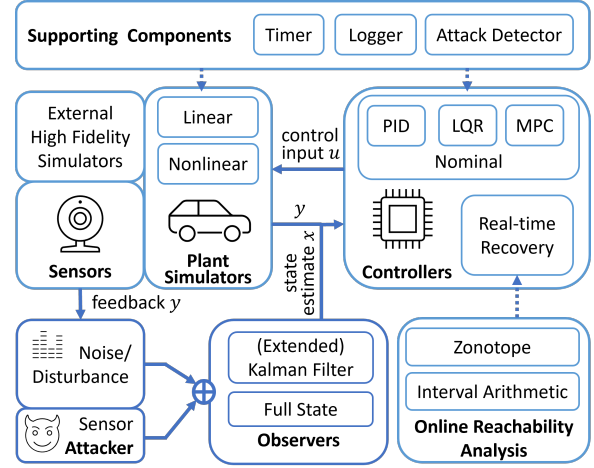 Supporting Components
Timer
Logger
Attack Detector
External
High Fidelity
Simulators
Linear
Nonlinear
control
input u
PID
LQR
MPC
Nominal
Sensors
Plant
Simulators
y
state
estimate x
Controllers
Real-time
Recovery
feedback y
Noise/
Disturbance
Sensor
Attacker
(Extended)
Kalman Filter
Full State
Observers
Zonotope
Interval Arithmetic
Online Reachability
Analysis